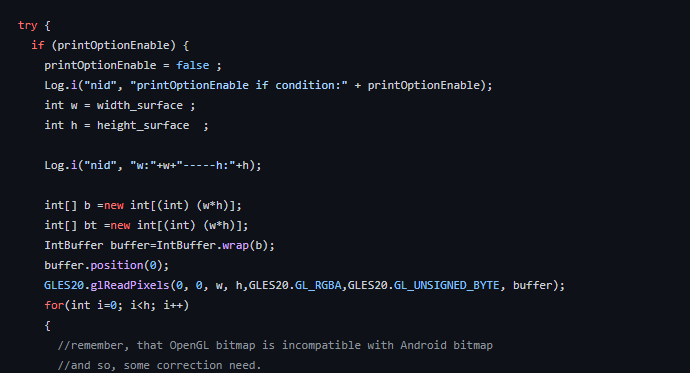 try {
if (printOptionEnable) {
printOptionEnable = false ;
Log.i("nid", "printOptionEnable if condition:" + printOptionEnable);
int w = width_surface ;
int h = height_surface  ;
Log.i("nid", "w:"+w+"-----h:"+h);
int[] b =new int[(int) (w*h)];
int[] bt =new int[(int) (w*h)];
IntBuffer buffer=IntBuffer.wrap(b);
buffer.position(0);
GLES20.glReadPixels(0, 0, w, h,GLES20.GL_RGBA,GLES20.GL_UNSIGNED_BYTE, buffer);
for(int i=0; i<h; i++)
{
//remember, that OpenGL bitmap is incompatible with Android bitmap
//and so, some correction need.